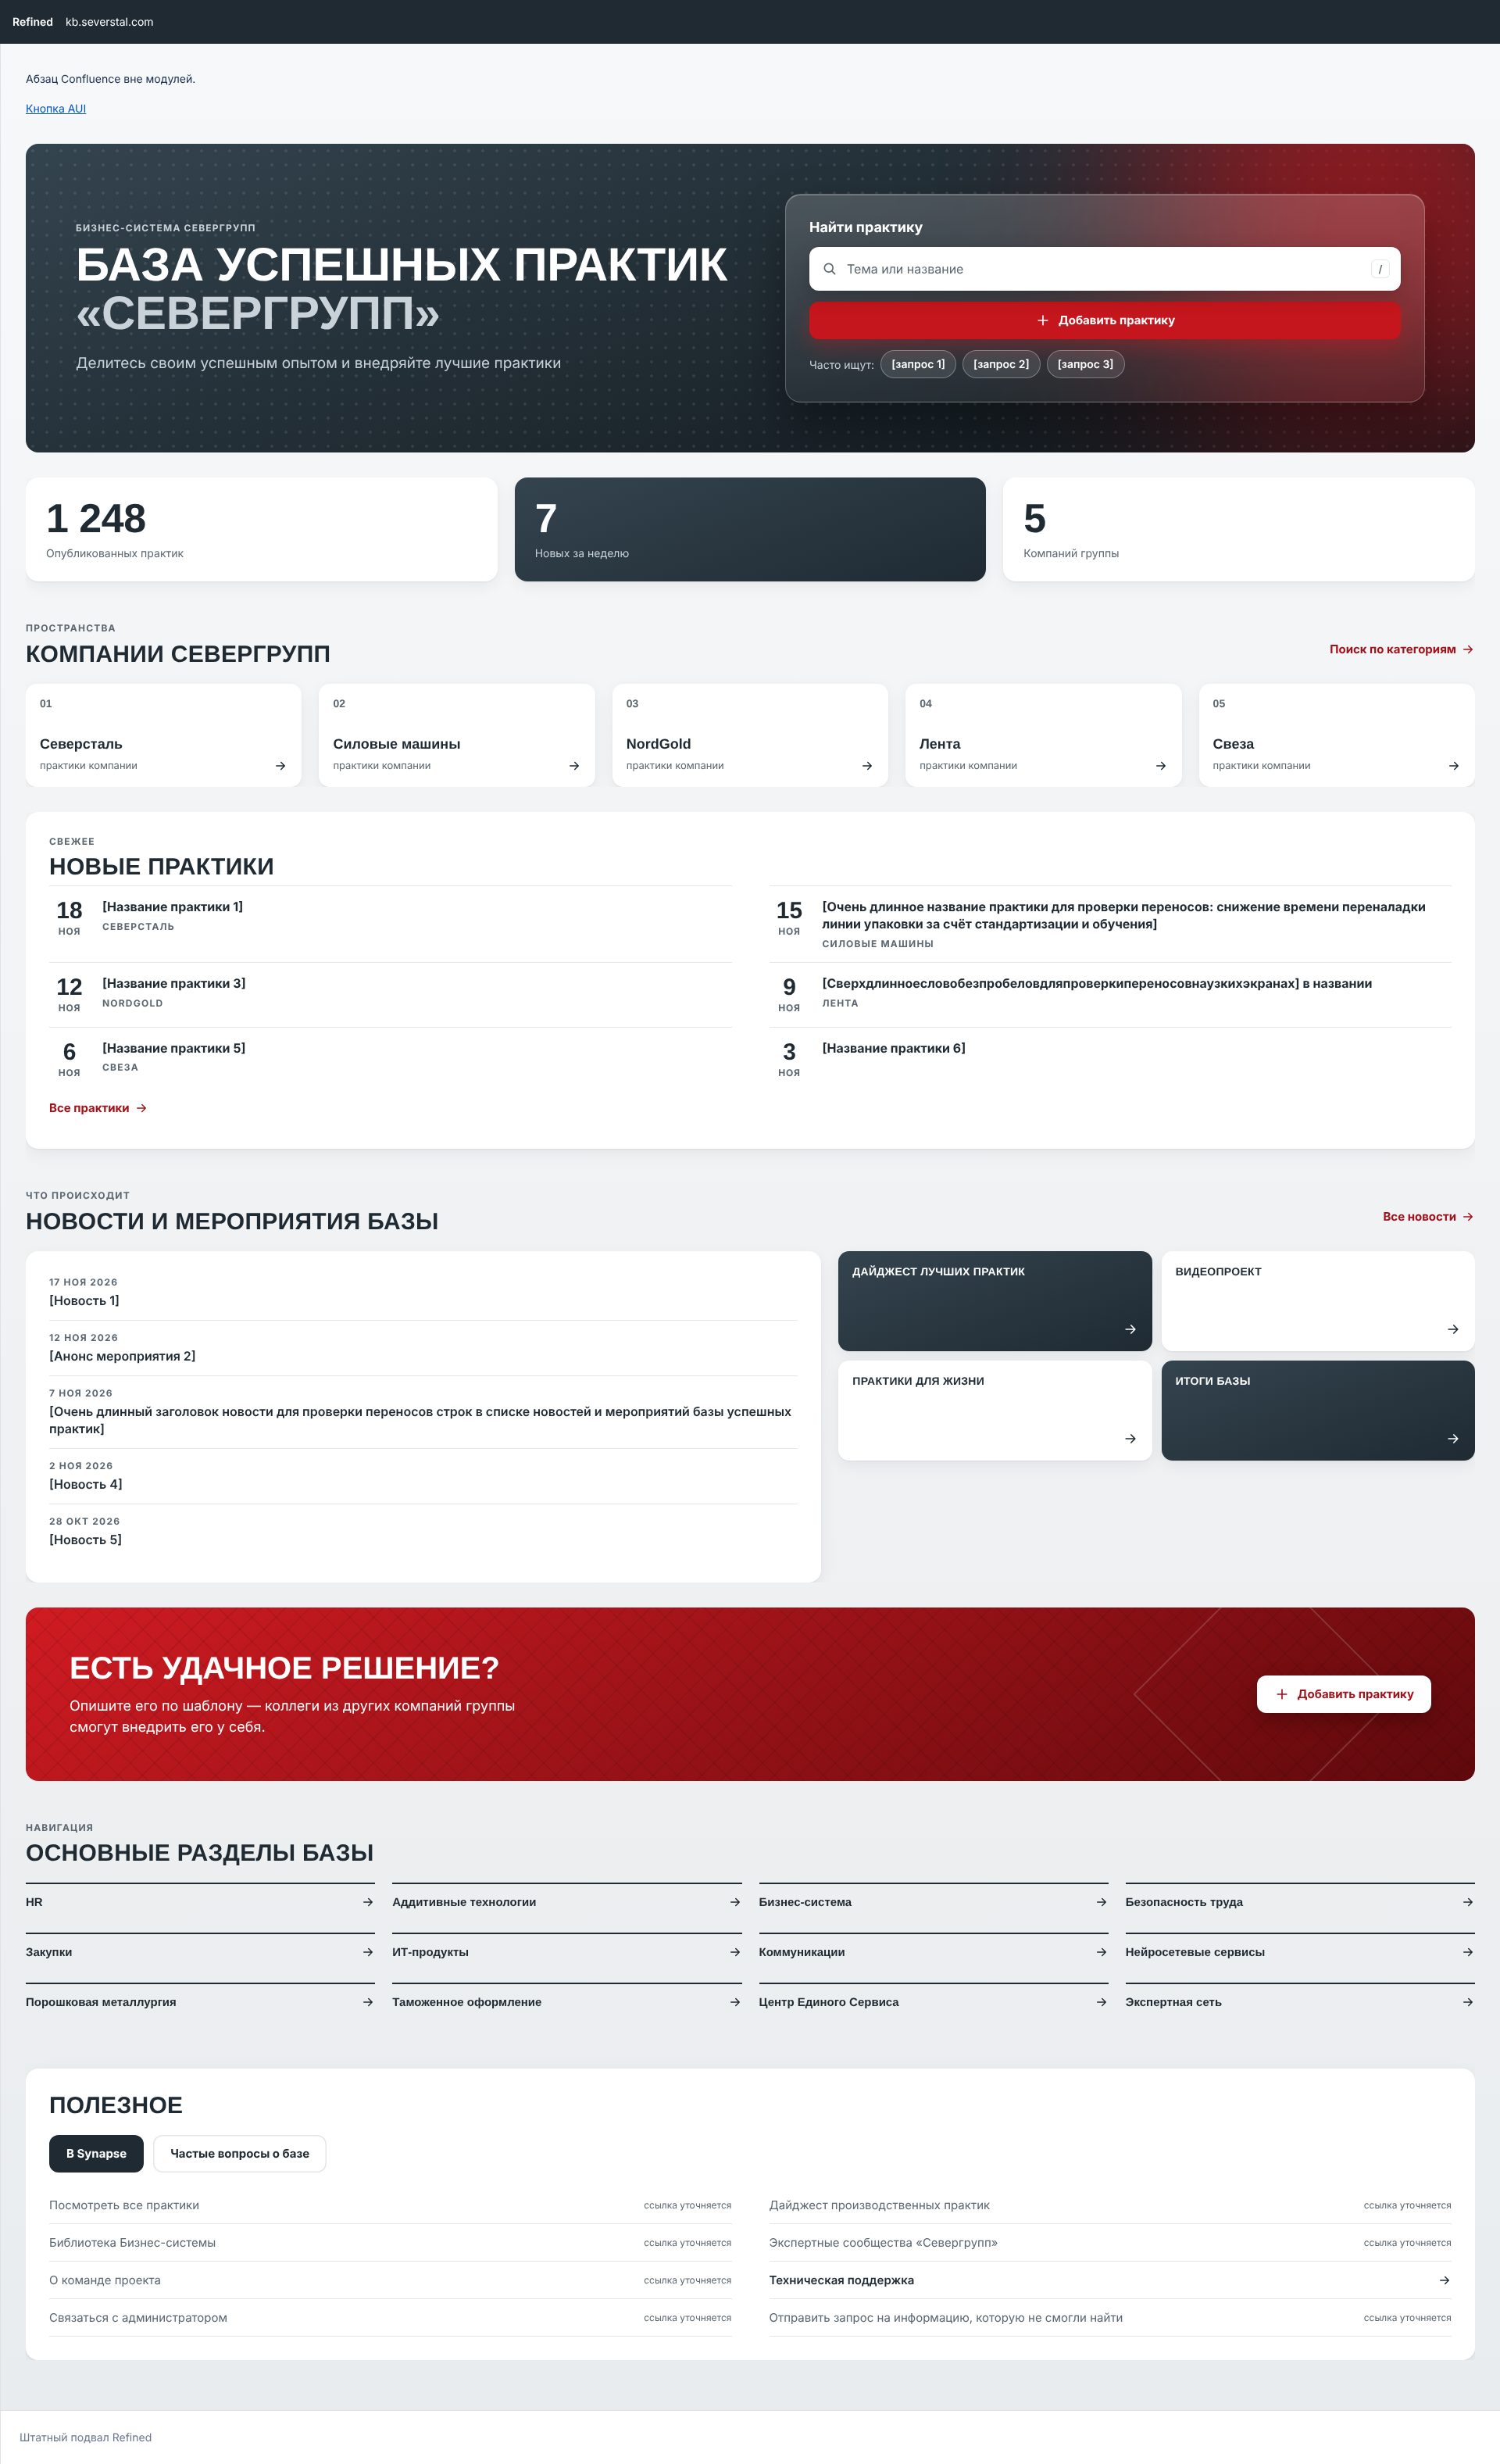 Refined kb.severstal.com
Абзац Confluence вне модулей.
Кнопка AUI
БИЗНЕС-СИСТЕМА СЕВЕРГРУПП
БАЗА УСПЕШНЫХ ПРАКТИК
«СЕВЕРГРУПП»
Делитесь своим успешным опытом и внедряйте лучшие практики
Найти практику
Тема или название /
Добавить практику
Часто ищут: [запрос 1] [запрос 2] [запрос 3]
1 248
Опубликованных практик
7
Новых за неделю
5
Компаний группы
ПРОСТРАНСТВА
КОМПАНИИ СЕВЕРГРУПП
Поиск по категориям →
01
Северсталь
практики компании →
02
Силовые машины
практики компании →
03
NordGold
практики компании →
04
Лента
практики компании →
05
Свеза
практики компании →
СВЕЖЕЕ
НОВЫЕ ПРАКТИКИ
18 НОЯ
[Название практики 1]
СЕВЕРСТАЛЬ
15 НОЯ
[Очень длинное название практики для проверки переносов: снижение времени переналадки
линии упаковки за счёт стандартизации и обучения]
СИЛОВЫЕ МАШИНЫ
12 НОЯ
[Название практики 3]
NORDGOLD
9 НОЯ
[Сверхдлинноесловобезпробеловдляпроверкипереносовнаузкихэкранах] в названии
ЛЕНТА
6 НОЯ
[Название практики 5]
СВЕЗА
3 НОЯ
[Название практики 6]
Все практики →
ЧТО ПРОИСХОДИТ
НОВОСТИ И МЕРОПРИЯТИЯ БАЗЫ
Все новости →
17 НОЯ 2026
[Новость 1]
12 НОЯ 2026
[Анонс мероприятия 2]
7 НОЯ 2026
[Очень длинный заголовок новости для проверки переносов строк в списке новостей и мероприятий базы успешных
практик]
2 НОЯ 2026
[Новость 4]
28 ОКТ 2026
[Новость 5]
ДАЙДЖЕСТ ЛУЧШИХ ПРАКТИК →
ВИДЕОПРОЕКТ →
ПРАКТИКИ ДЛЯ ЖИЗНИ →
ИТОГИ БАЗЫ →
ЕСТЬ УДАЧНОЕ РЕШЕНИЕ?
Опишите его по шаблону — коллеги из других компаний группы
смогут внедрить его у себя.
Добавить практику
НАВИГАЦИЯ
ОСНОВНЫЕ РАЗДЕЛЫ БАЗЫ
HR →
Аддитивные технологии →
Бизнес-система →
Безопасность труда →
Закупки →
ИТ-продукты →
Коммуникации →
Нейросетевые сервисы →
Порошковая металлургия →
Таможенное оформление →
Центр Единого Сервиса →
Экспертная сеть →
ПОЛЕЗНОЕ
В Synapse
Частые вопросы о базе
Посмотреть все практики ссылка уточняется
Дайджест производственных практик ссылка уточняется
Библиотека Бизнес-системы ссылка уточняется
Экспертные сообщества «Севергрупп» ссылка уточняется
О команде проекта ссылка уточняется
Техническая поддержка →
Связаться с администратором ссылка уточняется
Отправить запрос на информацию, которую не смогли найти ссылка уточняется
Штатный подвал Refined